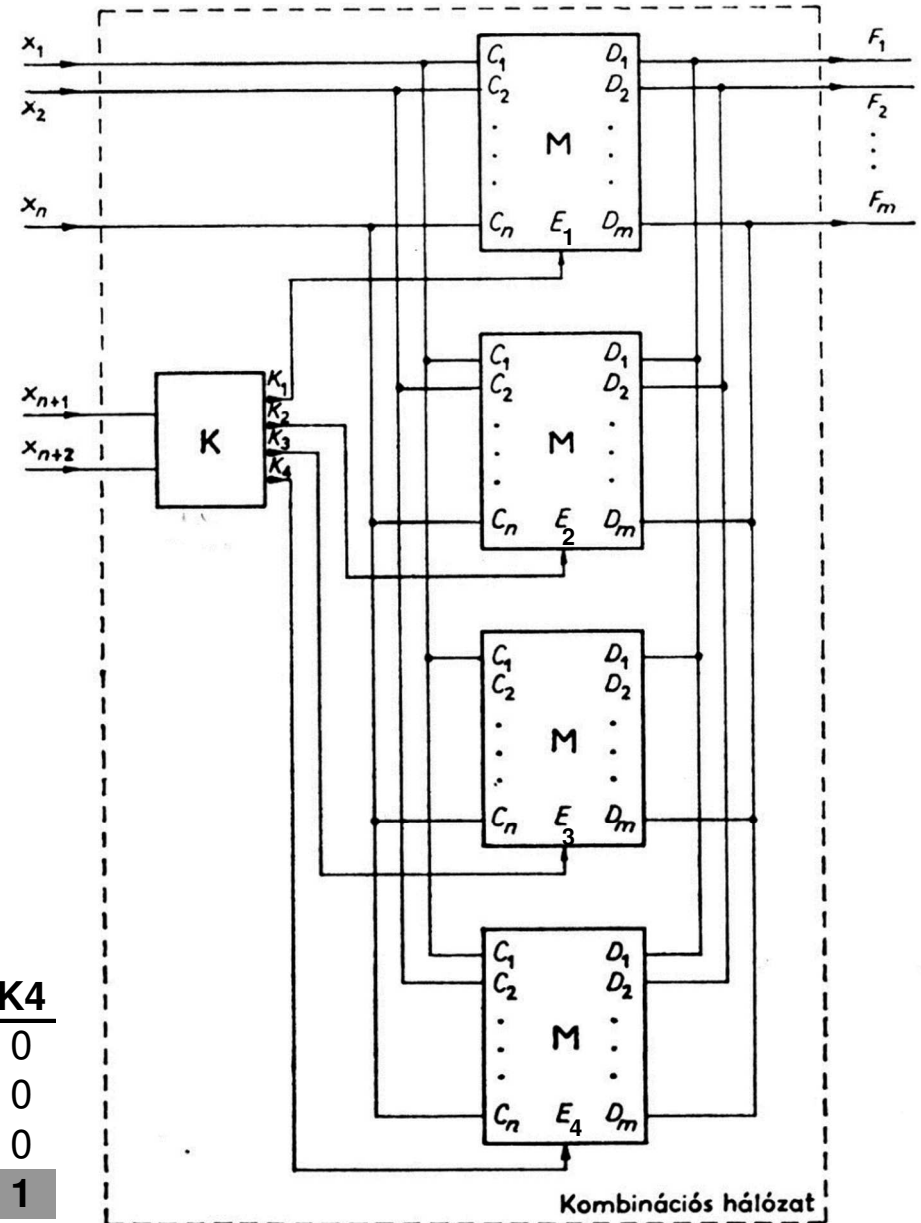 x₁
x₂
xₙ
xₙ₊₁
xₙ₊₂
C₁ D₁
C₂ D₂
M
Cₙ E₁ Dₘ
F₁
F₂
Fₘ
K
K₁
K₂
K₃
K₄
C₁ D₁
C₂ D₂
M
Cₙ E₂ Dₘ
C₁ D₁
C₂ D₂
M
Cₙ E₃ Dₘ
C₁ D₁
C₂ D₂
M
Cₙ E₄ Dₘ
K4
0
0
0
1
Kombinációs hálózat